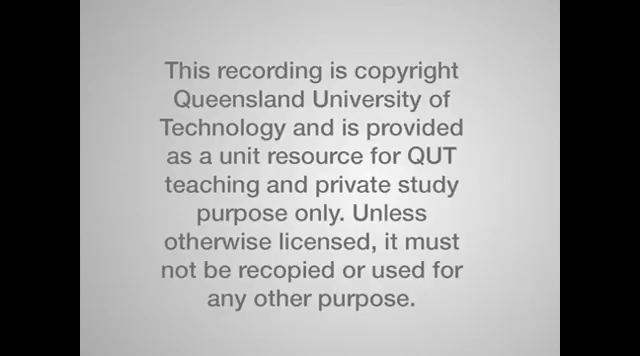 This recording is copyright
Queensland University of
Technology and is provided
as a unit resource for QUT
teaching and private study
purpose only. Unless
otherwise licensed, it must
not be recopied or used for
any other purpose.